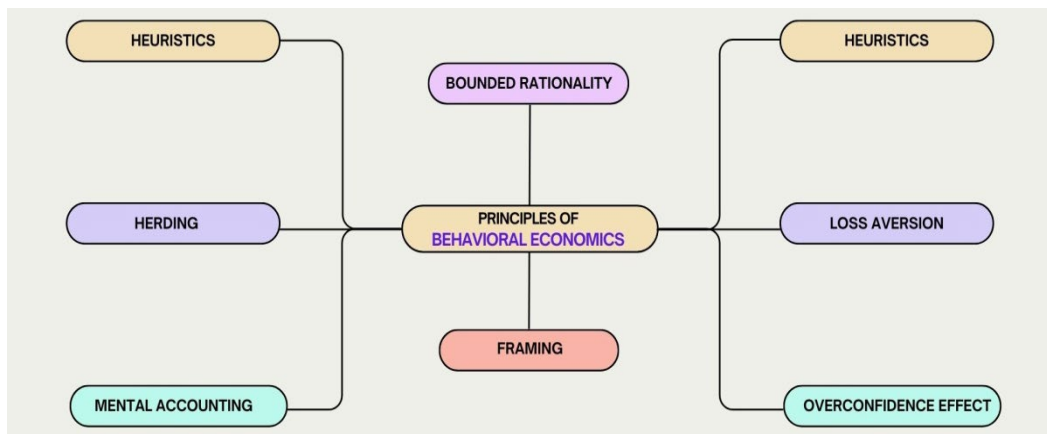 HEURISTICS
HEURISTICS
BOUNDED RATIONALITY
HERDING
PRINCIPLES OF
BEHAVIORAL ECONOMICS
LOSS AVERSION
FRAMING
MENTAL ACCOUNTING
OVERCONFIDENCE EFFECT